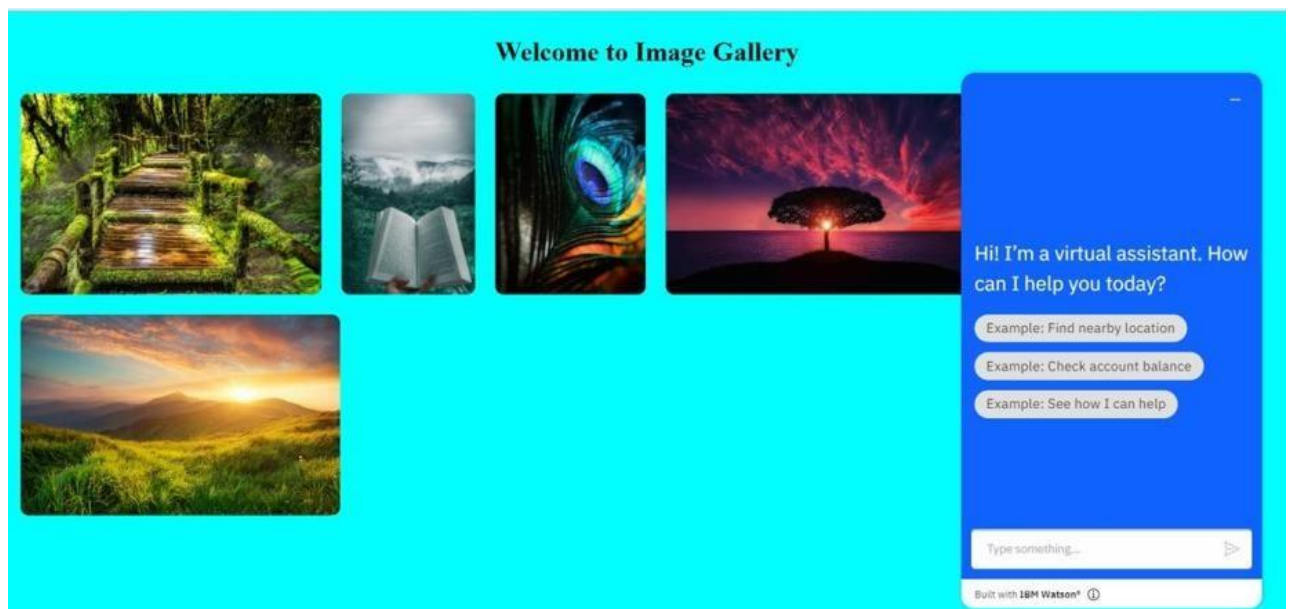 Welcome to Image Gallery
Hi! I'm a virtual assistant. How
can I help you today?
Example: Find nearby location
Example: Check account balance
Example: See how I can help
Type something...
Built with IBM Watson®